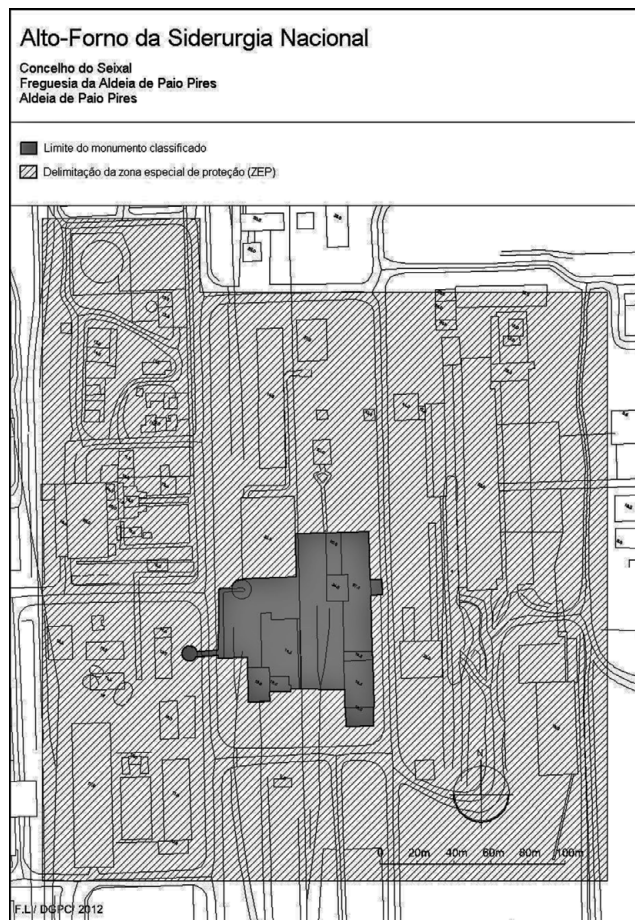 Alto-Forno da Siderurgia Nacional
Concelho do Seixal
Freguesia da Aldeia de Paio Pires
Aldeia de Paio Pires
Limite do monumento classificado
Delimitação da zona especial de proteção (ZEP)
N
0 20m 40m 60m 80m 100m
F.L./ DGPC/ 2012